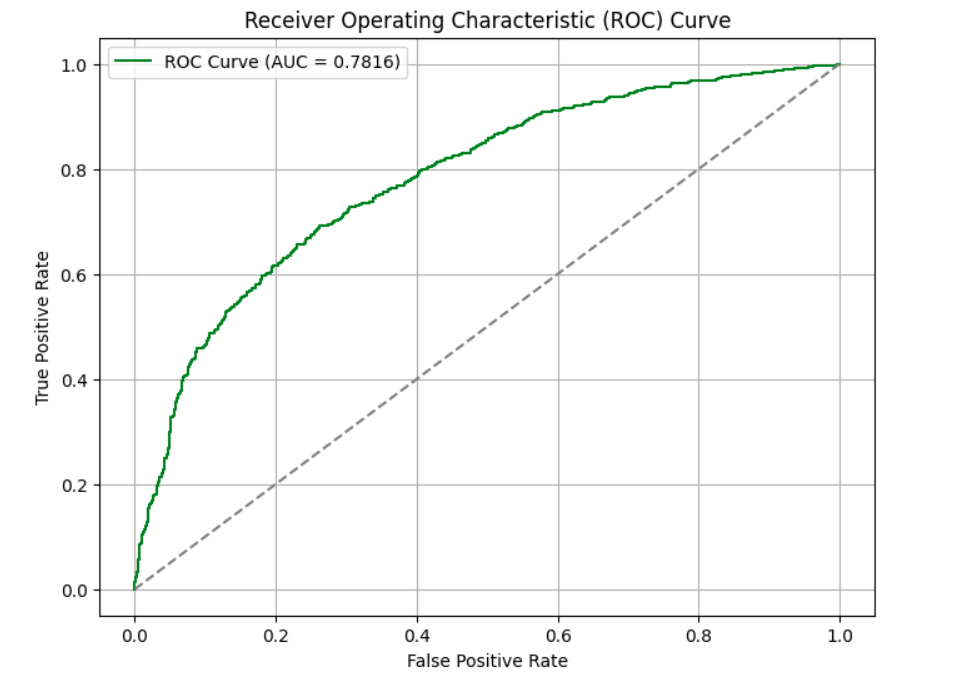 Receiver Operating Characteristic (ROC) Curve
ROC Curve (AUC = 0.7816)
1.0
0.8
0.6
0.4
0.2
0.0
True Positive Rate
0.0 0.2 0.4 0.6 0.8 1.0
False Positive Rate